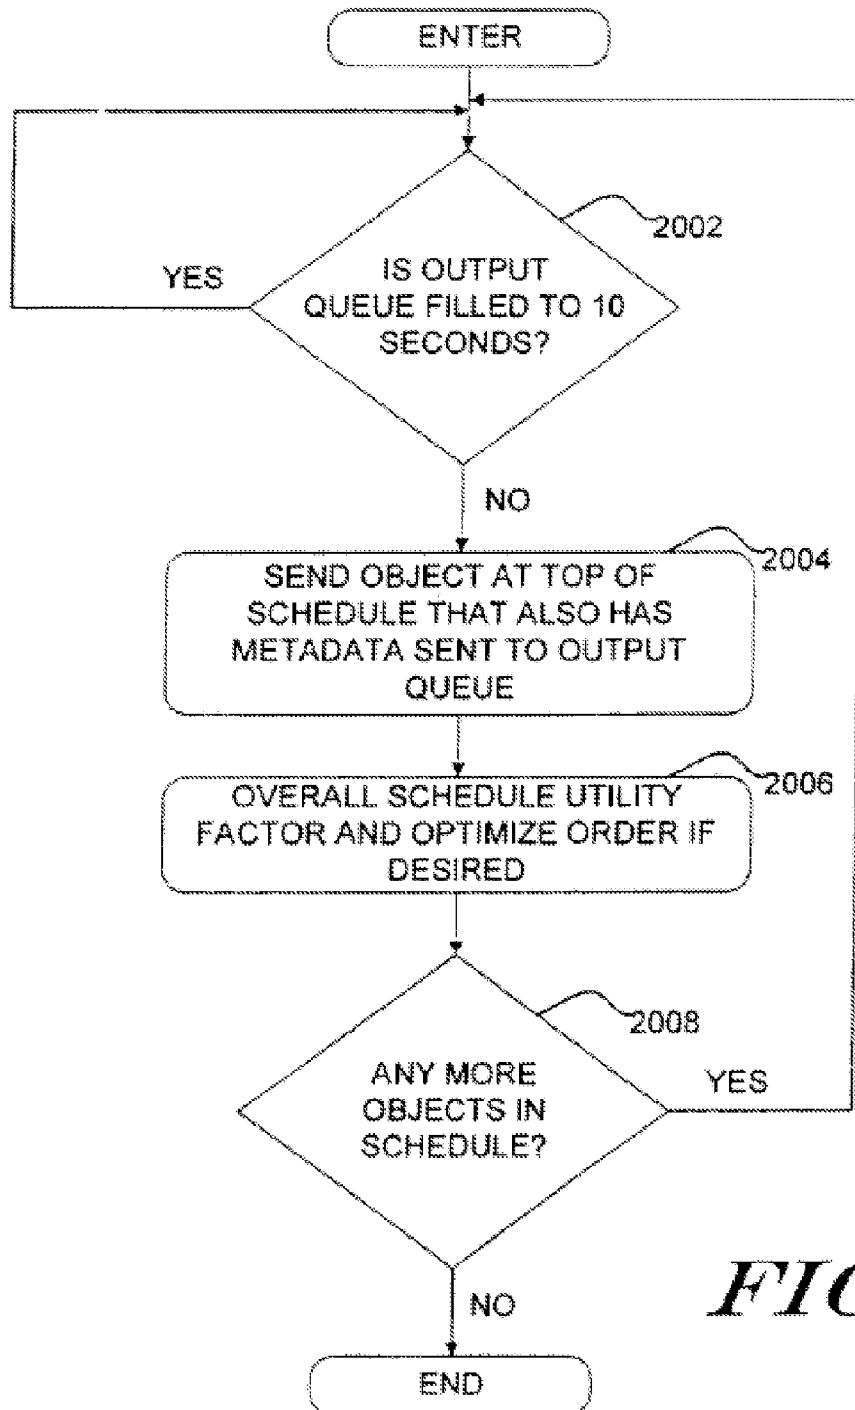 ENTER
2002
IS OUTPUT
QUEUE FILLED TO 10
SECONDS?
YES
NO
2004
SEND OBJECT AT TOP OF
SCHEDULE THAT ALSO HAS
METADATA SENT TO OUTPUT
QUEUE
2006
OVERALL SCHEDULE UTILITY
FACTOR AND OPTIMIZE ORDER IF
DESIRED
2008
ANY MORE
OBJECTS IN
SCHEDULE?
YES
NO
END